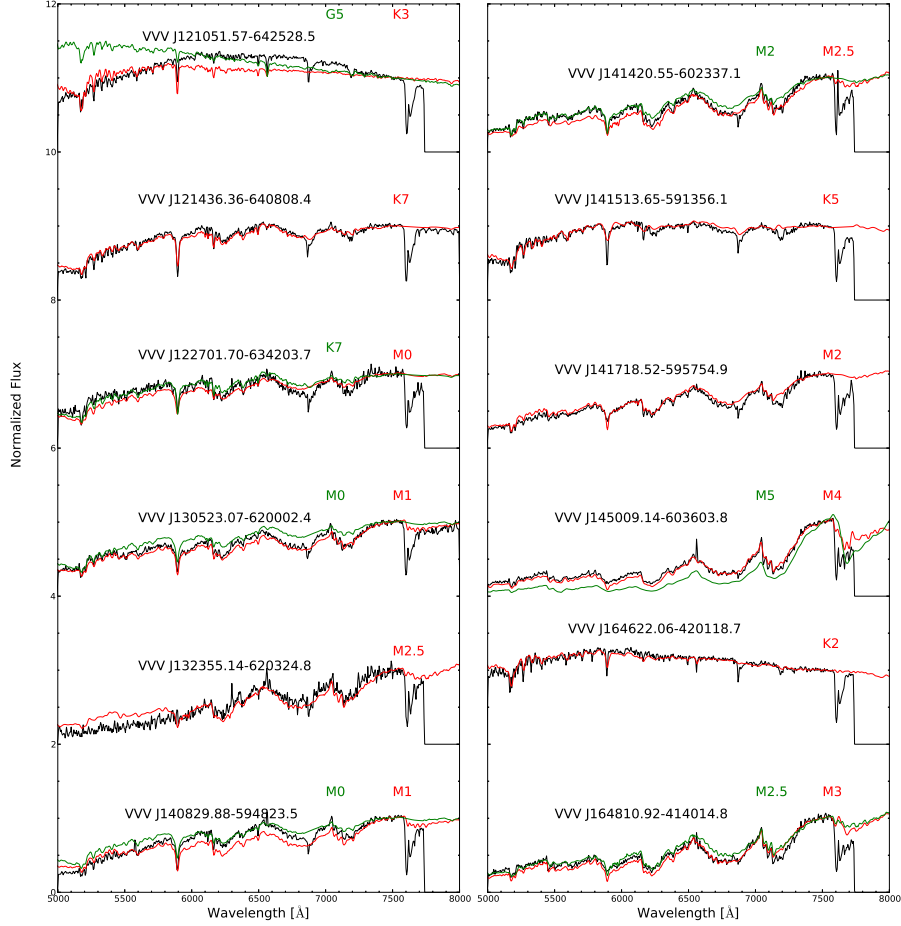 G5 K3
VVV J121051.57-642528.5
VVV J121436.36-640808.4 K7
K7
VVV J122701.70-634203.7 M0
M0 M1
VVV J130523.07-620002.4
VVV J132355.14-620324.8 M2.5
M0 M1
VVV J140829.88-594823.5
12
10
8
6
4
2
0
Normalized Flux
5000 5500 6000 6500 7000 7500 8000
Wavelength [Å]
M2 M2.5
VVV J141420.55-602337.1
VVV J141513.65-591356.1 K5
VVV J141718.52-595754.9 M2
M5 M4
VVV J145009.14-603603.8
VVV J164622.06-420118.7
K2
M2.5 M3
VVV J164810.92-414014.8
5000 5500 6000 6500 7000 7500 8000
Wavelength [Å]